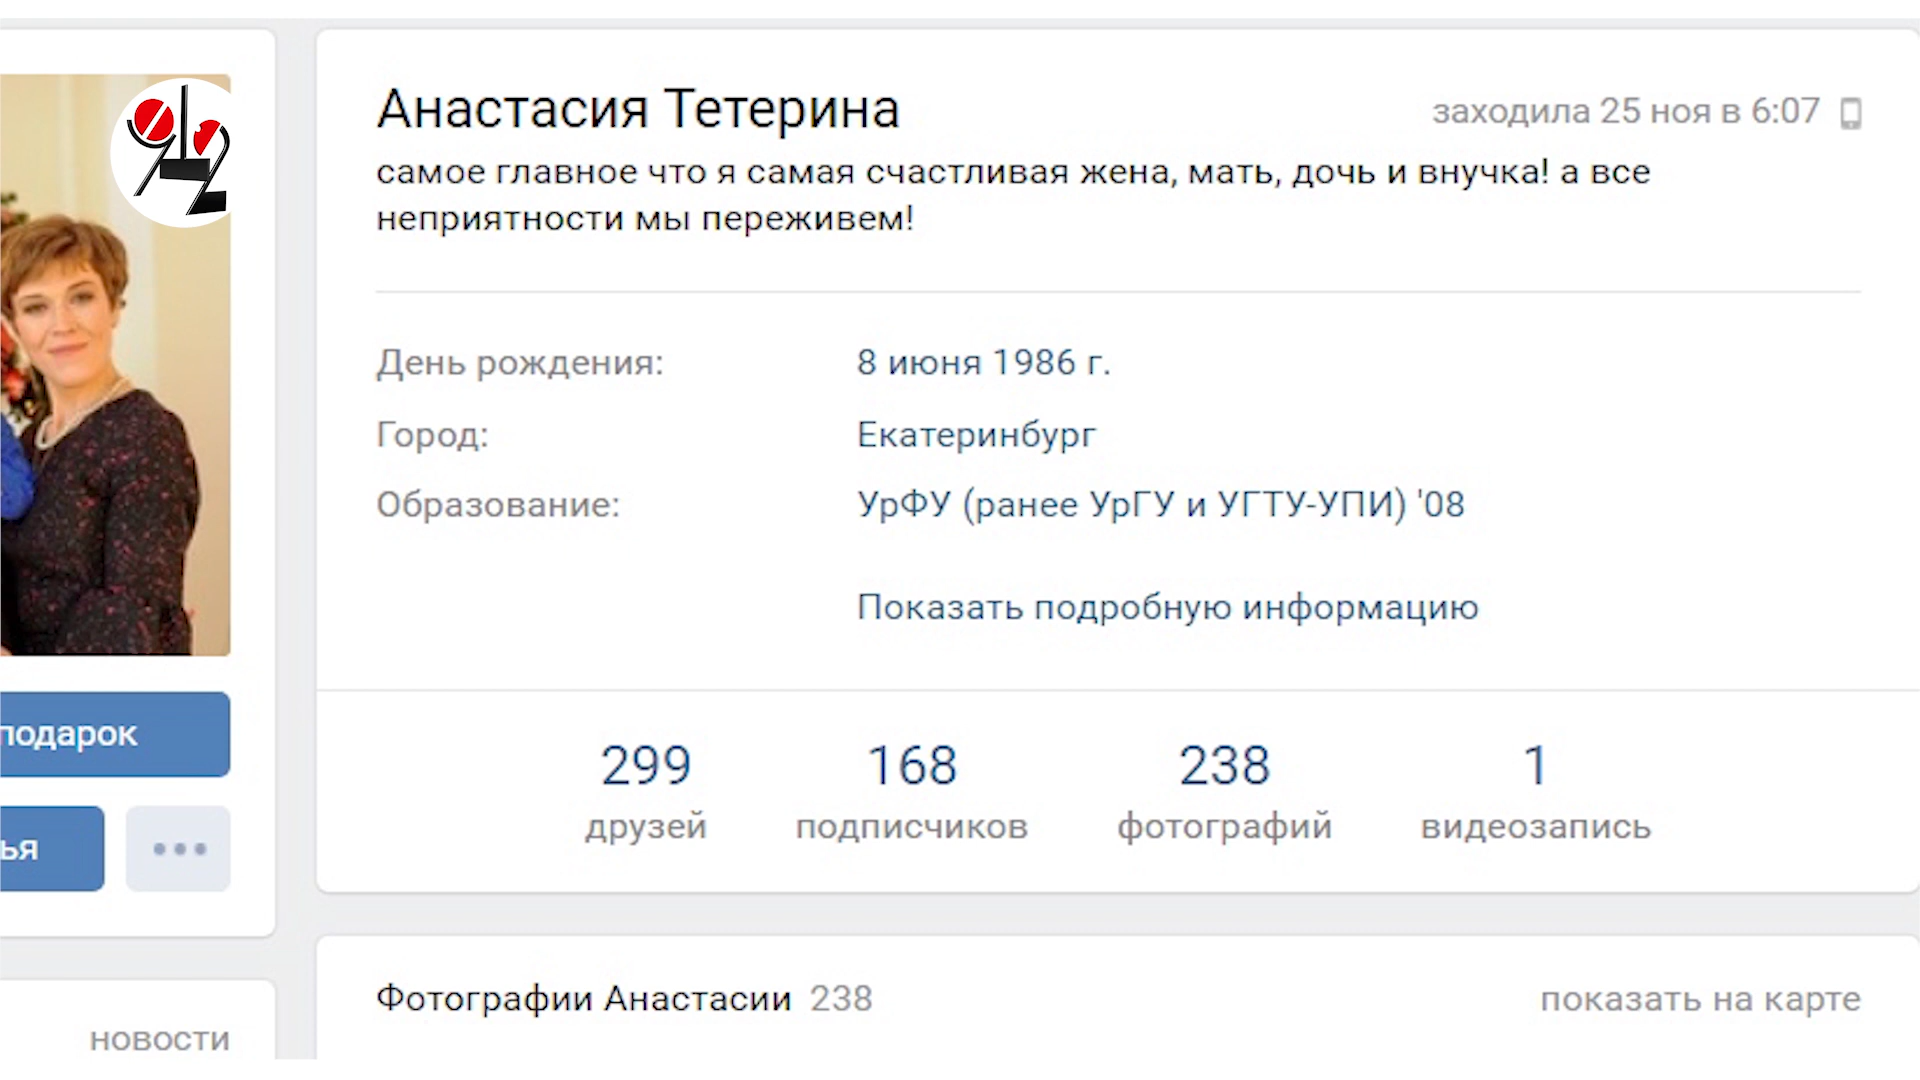 Анастасия Тетерина
заходила 25 ноя в 6:07
самое главное что я самая счастливая жена, мать, дочь и внучка! а все
неприятности мы переживем!
День рождения: 8 июня 1986 г.
Город: Екатеринбург
Образование: УрФУ (ранее УрГУ и УГТУ-УПИ) '08
Показать подробную информацию
299 168 238 1
друзей подписчиков фотографий видеозапись
подарок
ья
Фотографии Анастасии 238
показать на карте
новости